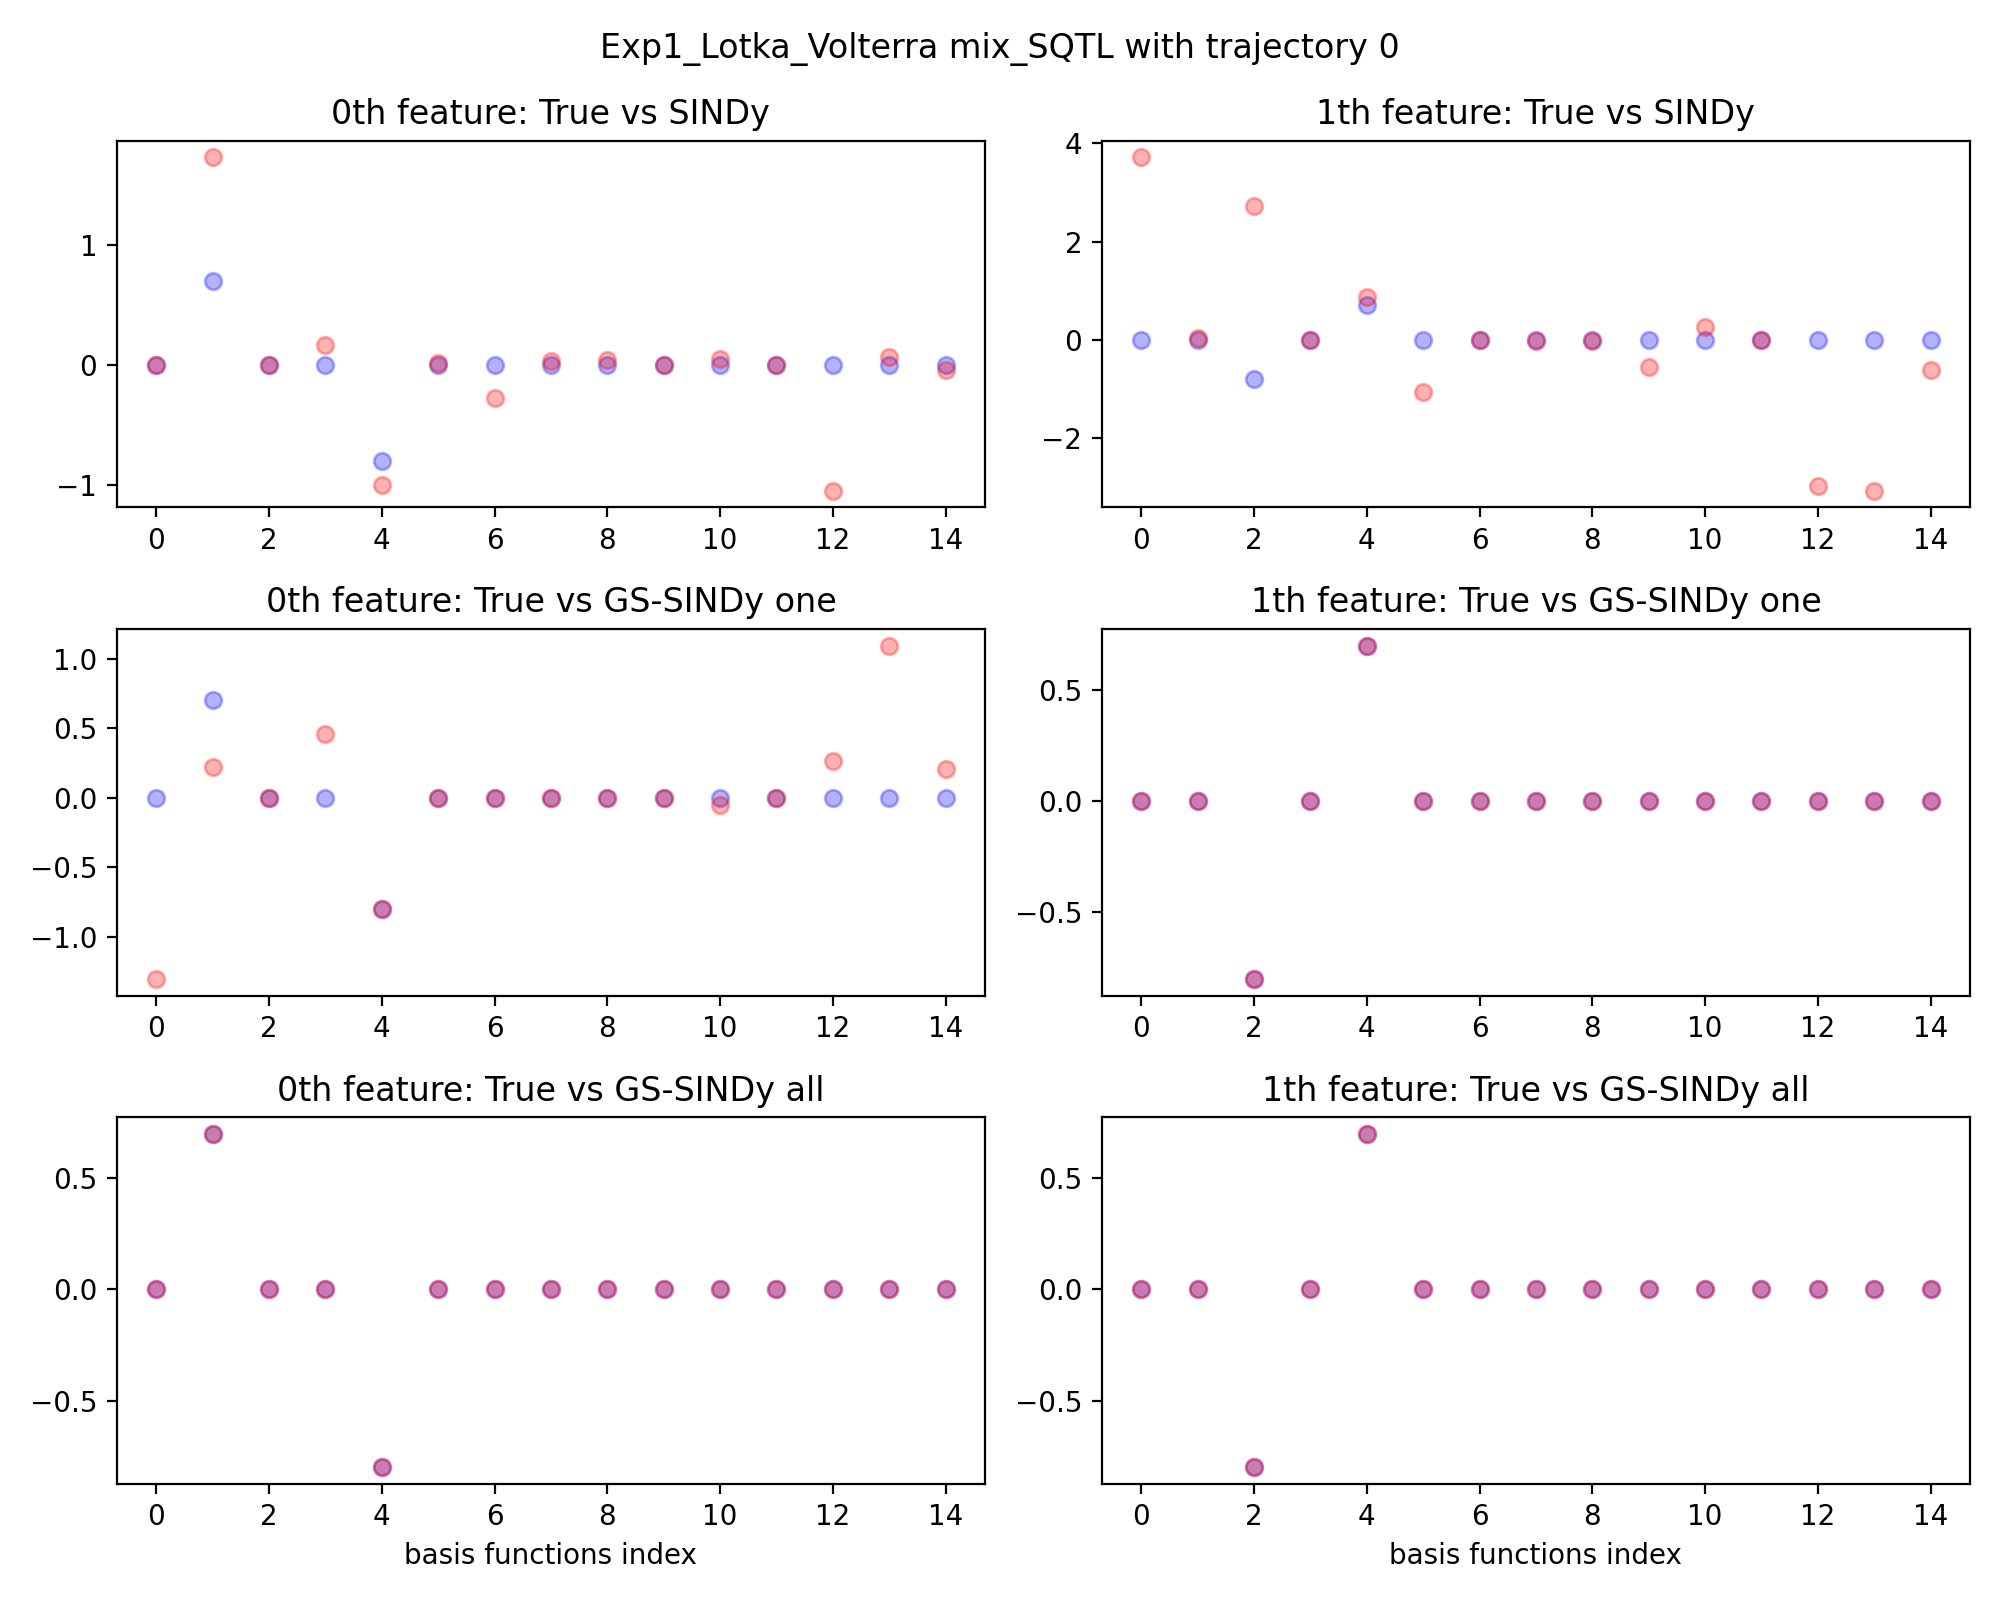 Exp1_Lotka_Volterra mix_SQTL with trajectory 0
0th feature: True vs SINDy
1
0
−1
0 2 4 6 8 10 12 14
1th feature: True vs SINDy
4
2
0
−2
0 2 4 6 8 10 12 14
0th feature: True vs GS-SINDy one
1.0
0.5
0.0
−0.5
−1.0
0 2 4 6 8 10 12 14
1th feature: True vs GS-SINDy one
0.5
0.0
−0.5
0 2 4 6 8 10 12 14
0th feature: True vs GS-SINDy all
0.5
0.0
−0.5
0 2 4 6 8 10 12 14
basis functions index
1th feature: True vs GS-SINDy all
0.5
0.0
−0.5
0 2 4 6 8 10 12 14
basis functions index